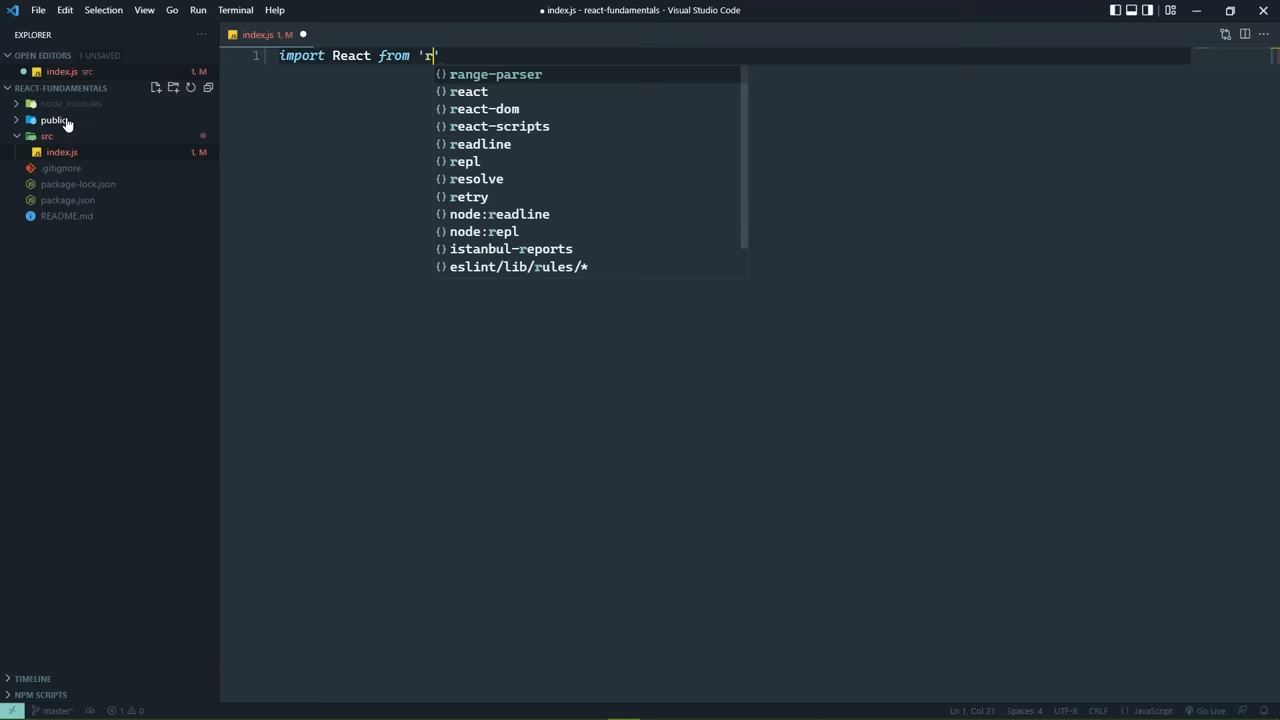 File Edit Selection View Go Run Terminal Help
● index.js - react-fundamentals - Visual Studio Code
EXPLORER
OPEN EDITORS 1 UNSAVED
index.js src 1, M
REACT-FUNDAMENTALS
node_modules
public
src
index.js 1, M
.gitignore
package-lock.json
package.json
README.md
TIMELINE
NPM SCRIPTS
index.js 1, M
1 import React from 'r'
range-parser
react
react-dom
react-scripts
readline
repl
resolve
retry
node:readline
node:repl
istanbul-reports
eslint/lib/rules/*
master* 1 0
Ln 1, Col 21 Spaces: 4 UTF-8 CRLF {} JavaScript Go Live